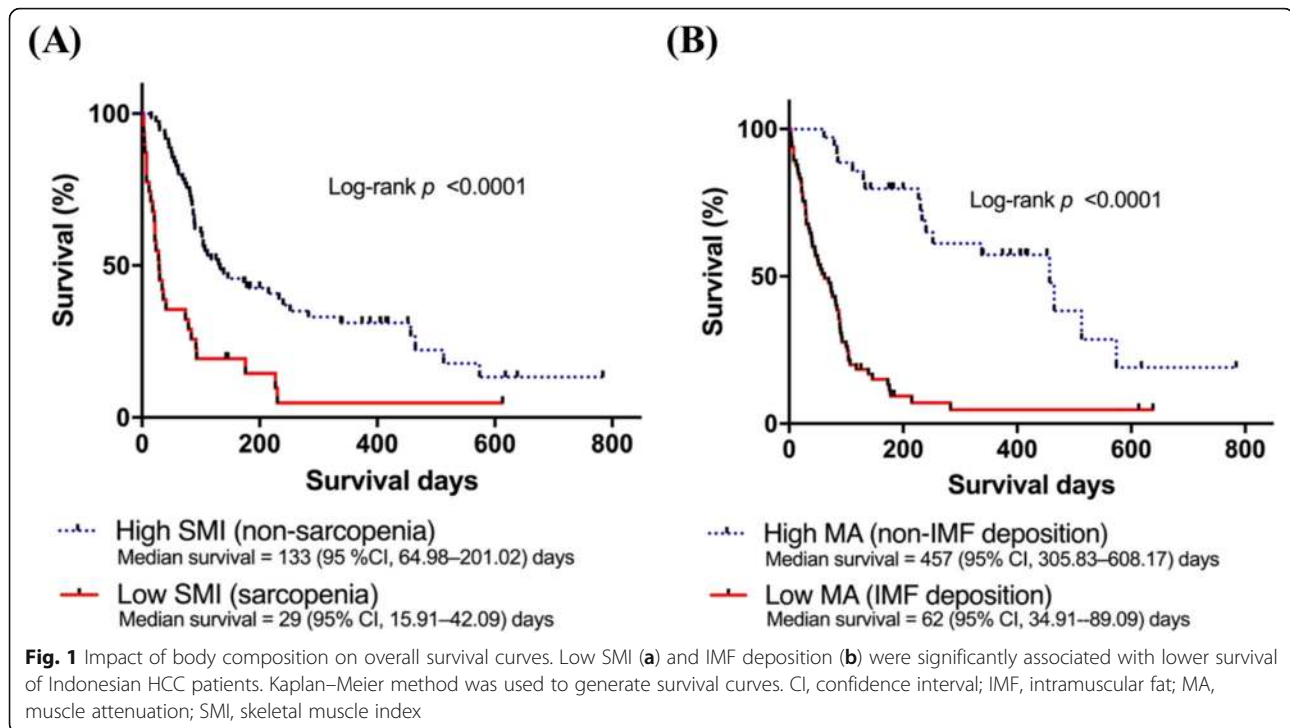 (A)
100
50
0
Survival (%)
Log-rank p <0.0001
0 200 400 600 800
Survival days
High SMI (non-sarcopenia)
Median survival = 133 (95 %CI, 64.98–201.02) days
Low SMI (sarcopenia)
Median survival = 29 (95% CI, 15.91–42.09) days
(B)
100
50
0
Survival (%)
Log-rank p <0.0001
0 200 400 600 800
Survival days
High MA (non-IMF deposition)
Median survival = 457 (95% CI, 305.83–608.17) days
Low MA (IMF deposition)
Median survival = 62 (95% CI, 34.91--89.09) days
Fig. 1 Impact of body composition on overall survival curves. Low SMI (a) and IMF deposition (b) were significantly associated with lower survival
of Indonesian HCC patients. Kaplan–Meier method was used to generate survival curves. CI, confidence interval; IMF, intramuscular fat; MA,
muscle attenuation; SMI, skeletal muscle index